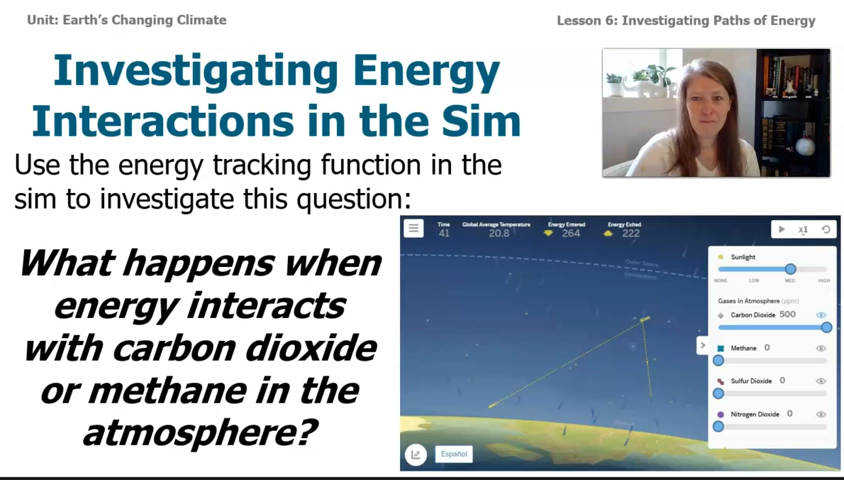 Unit: Earth's Changing Climate
Lesson 6: Investigating Paths of Energy
Investigating Energy
Interactions in the Sim
Use the energy tracking function in the
sim to investigate this question:
What happens when
energy interacts
with carbon dioxide
or methane in the
atmosphere?
Time
41
Global Average Temperature
20.8
Energy Entered
264
Energy Exited
222
x1
Outer Space
Sunlight
NONE LOW MED HIGH
Gases In Atmosphere (ppm)
Carbon Dioxide 500
Methane 0
Sulfur Dioxide 0
Nitrogen Dioxide 0
Español